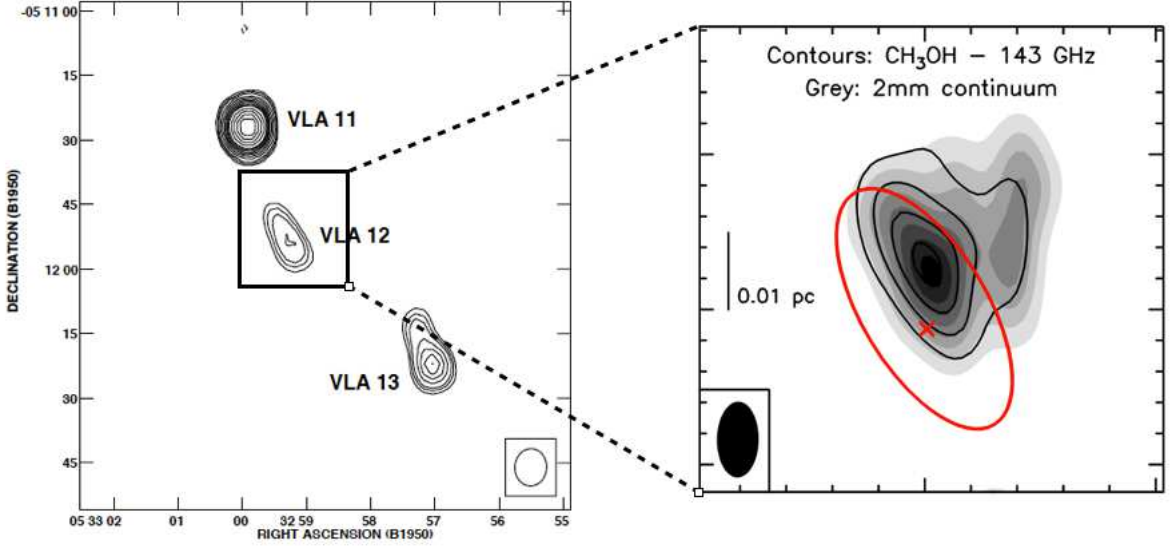 -05 11 00
15
30
45
12 00
15
30
45
DECLINATION (B1950)
VLA 11
VLA 12
VLA 13
05 33 02
01
00
32 59
58
57
56
55
RIGHT ASCENSION (B1950)
Contours: CH₃OH – 143 GHz
Grey: 2mm continuum
0.01 pc